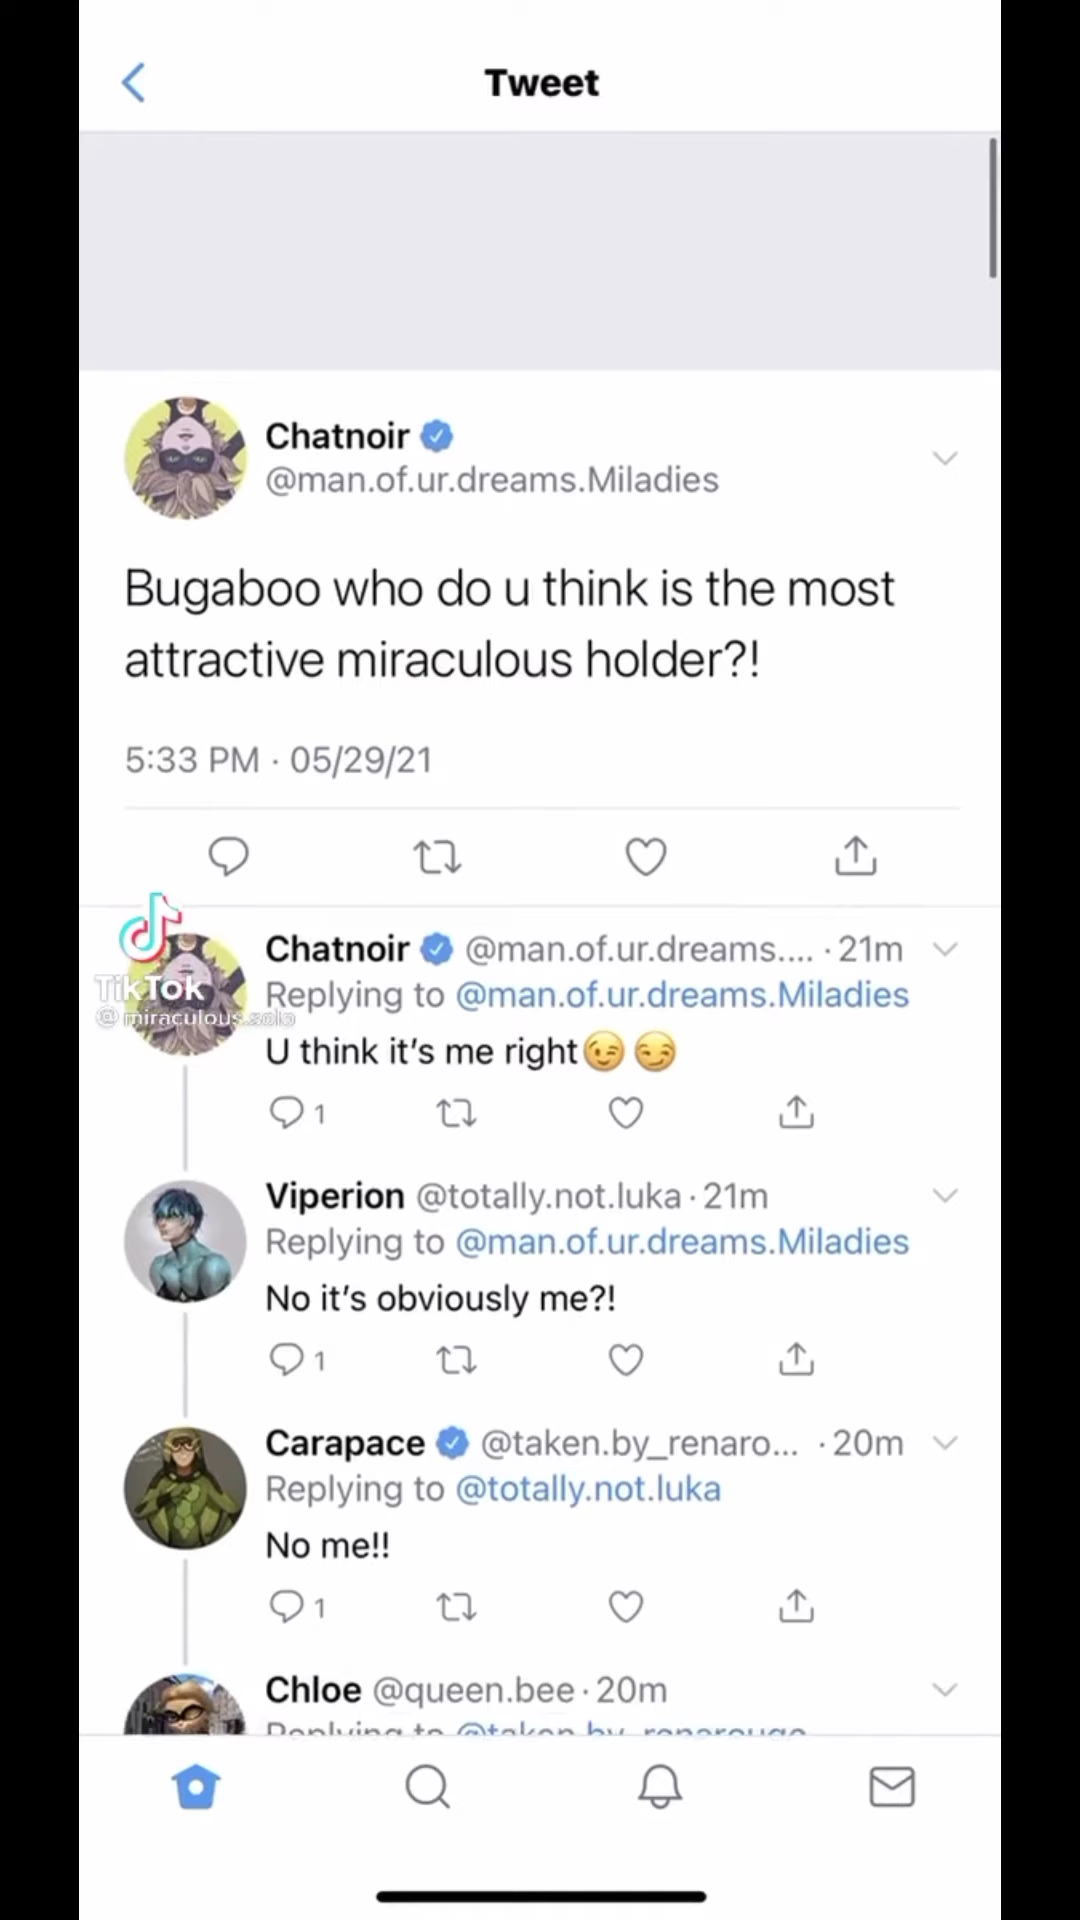 Tweet
Chatnoir
@man.of.ur.dreams.Miladies
Bugaboo who do u think is the most
attractive miraculous holder?!
5:33 PM · 05/29/21
Chatnoir @man.of.ur.dreams.... · 21m
Replying to @man.of.ur.dreams.Miladies
U think it's me right😉 😏
1
TikTok
@ miraculous.solo
Viperion @totally.not.luka · 21m
Replying to @man.of.ur.dreams.Miladies
No it's obviously me?!
1
Carapace @taken.by_renaro... · 20m
Replying to @totally.not.luka
No me!!
1
Chloe @queen.bee · 20m
Replying to @taken.by_renarouge